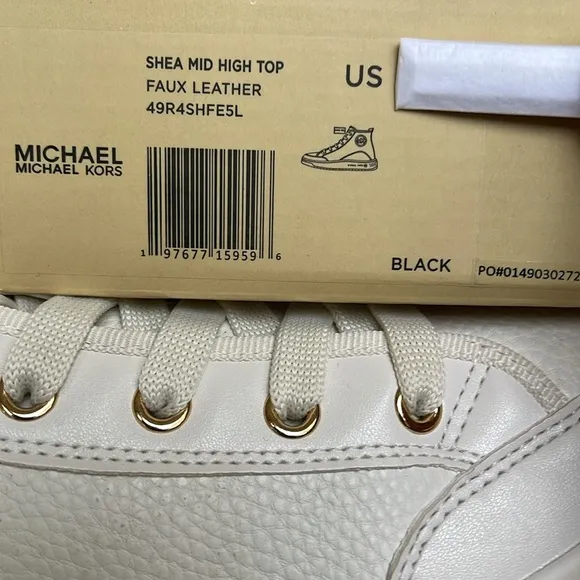 SHEA MID HIGH TOP
FAUX LEATHER
49R4SHFE5L
US
MICHAEL
MICHAEL KORS
1 97677 15959 6
BLACK
PO#0149030272